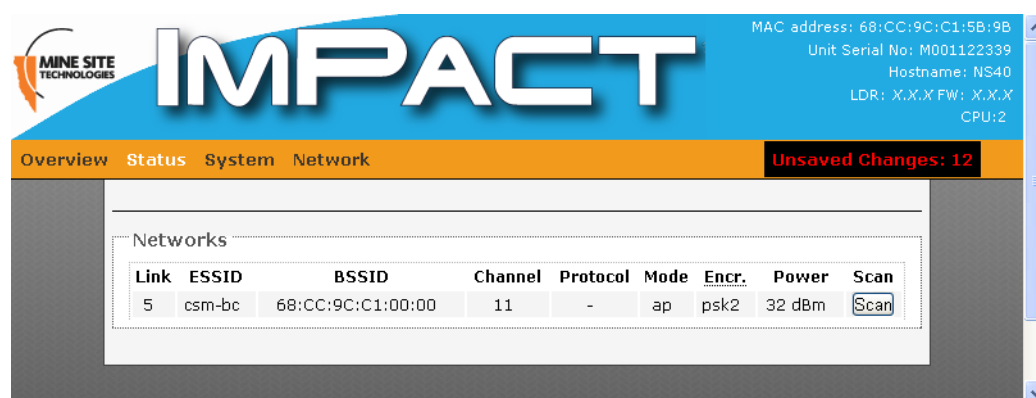 MINE SITE
TECHNOLOGIES
IMPACT
MAC address: 68:CC:9C:C1:5B:9B
Unit Serial No: M001122339
Hostname: NS40
LDR: X.X.X FW: X.X.X
CPU:2
Overview Status System Network Unsaved Changes: 12
Networks
Link ESSID BSSID Channel Protocol Mode Encr. Power Scan
5 csm-bc 68:CC:9C:C1:00:00 11 - ap psk2 32 dBm Scan